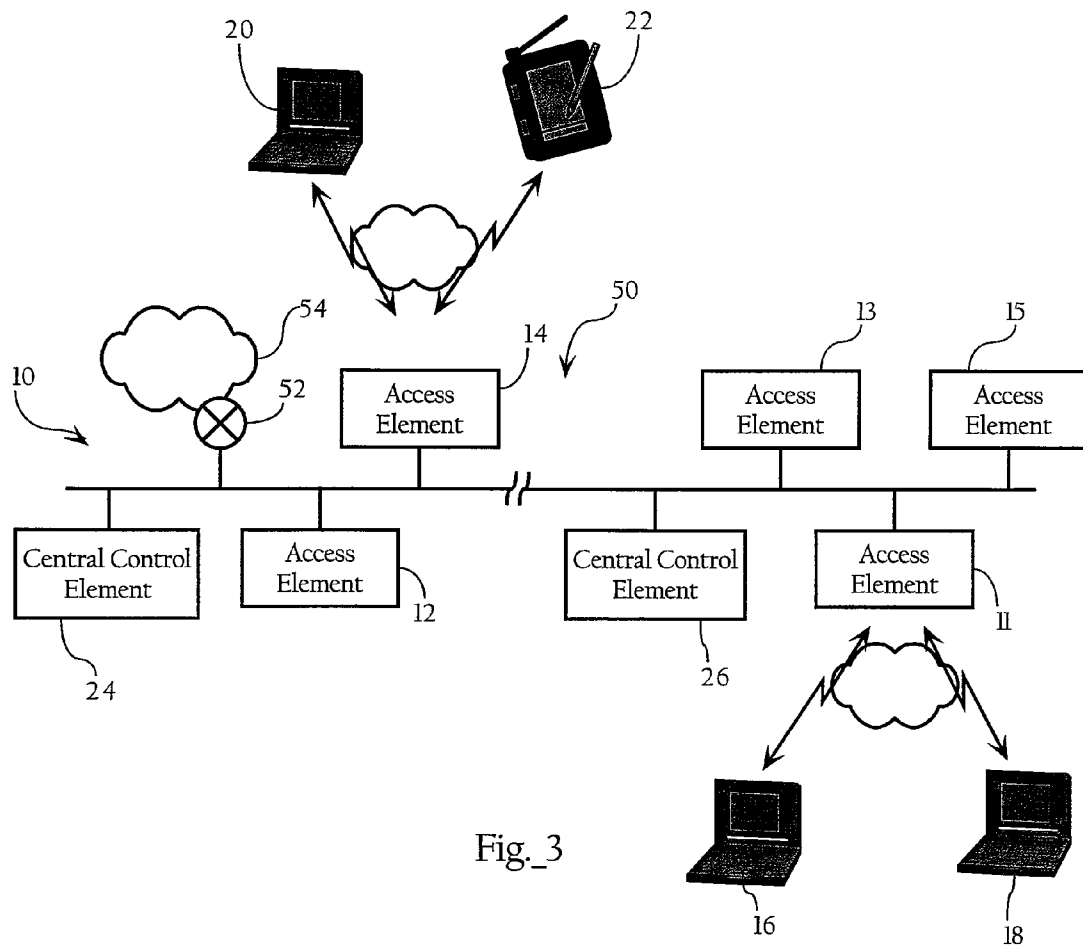 20
22
54
50
14
13
15
10
52
Access
Element
Access
Element
Access
Element
Central Control
Element
Access
Element
Central Control
Element
Access
Element
12
11
24
26
Fig._3
16
18